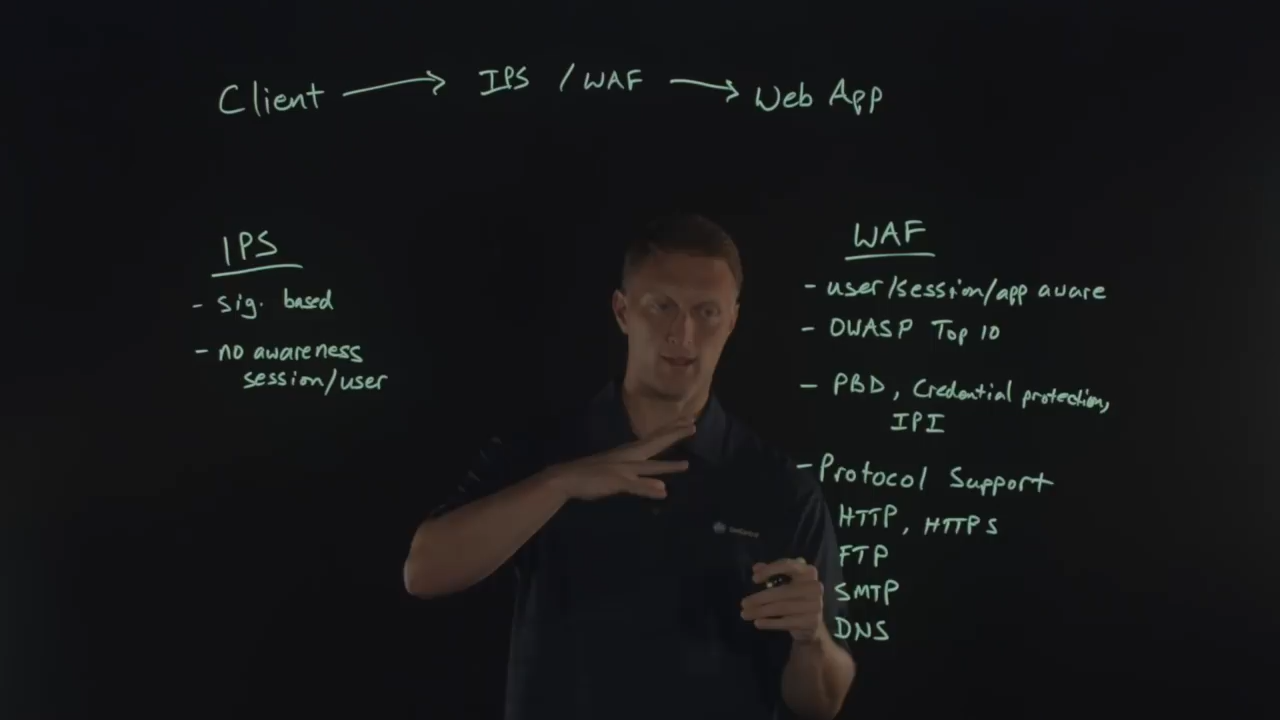 Client → IPS / WAF → Web App
IPS
- Sig. based
- no awareness
session/user
WAF
- user/session/app aware
- OWASP Top 10
- PBD, Credential protection,
IPI
- Protocol Support
HTTP, HTTPS
FTP
SMTP
DNS